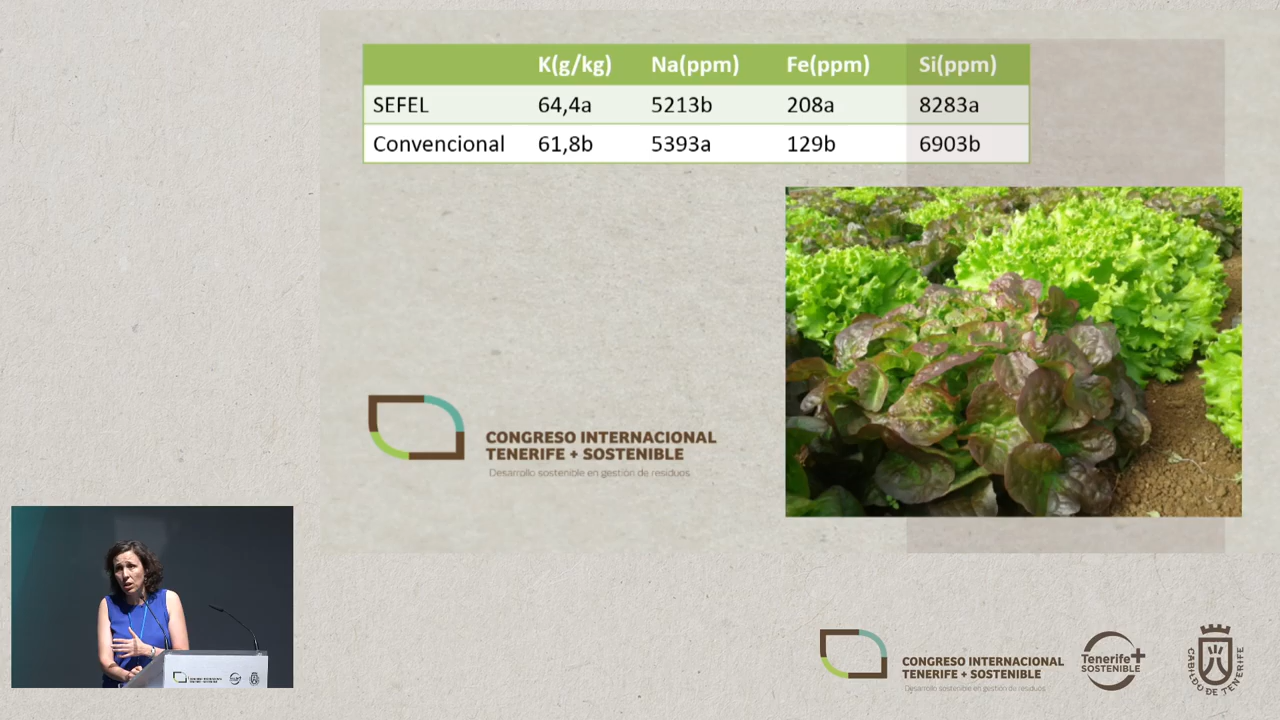 K(g/kg) Na(ppm) Fe(ppm) Si(ppm)
SEFEL 64,4a 5213b 208a 8283a
Convencional 61,8b 5393a 129b 6903b
CONGRESO INTERNACIONAL
TENERIFE + SOSTENIBLE
Desarrollo sostenible en gestión de residuos
CONGRESO INTERNACIONAL
TENERIFE + SOSTENIBLE
Desarrollo sostenible en gestión de residuos
Tenerife+
SOSTENIBLE
CABILDO DE TENERIFE